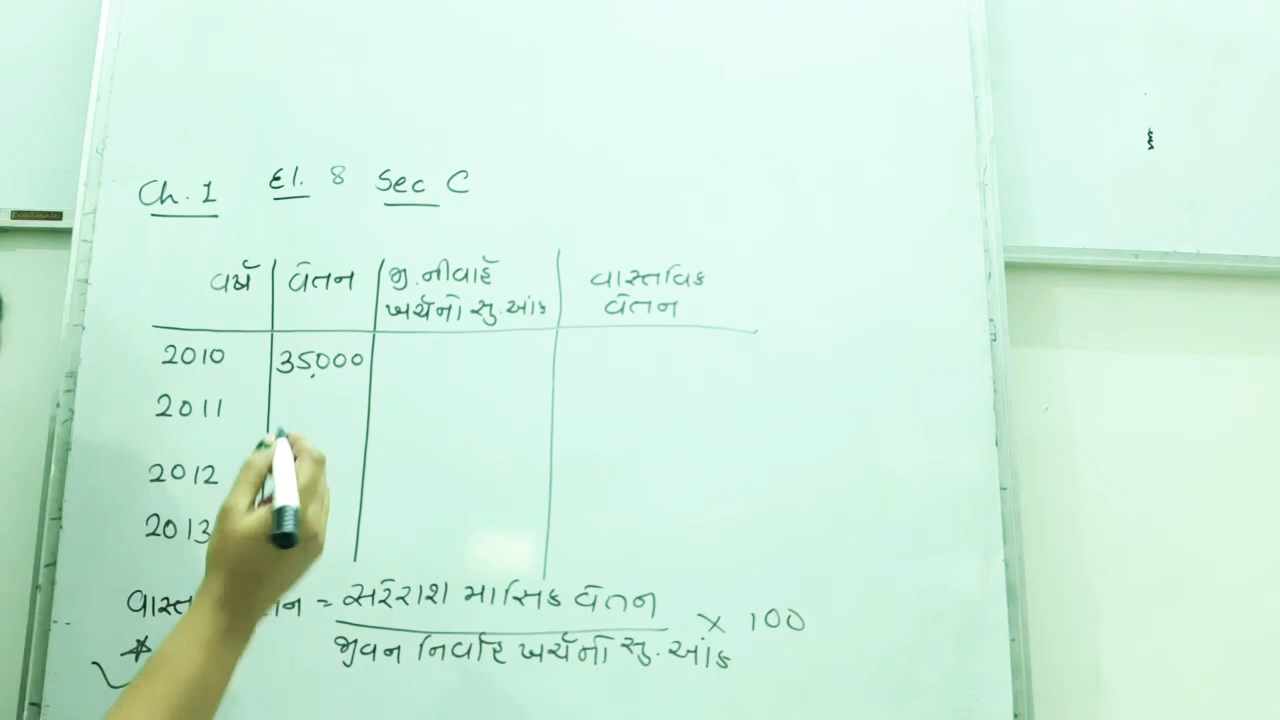 Ch. 1 દા. 8 Sec C
વર્ષ વેતન જી. નીવાર્હ ખર્ચનો સુ. આંક વાસ્તવિક વેતન
2010 35,000
2011
2012
2013
= સરેરાશ માસિક વેતન
જીવન નિર્વાહ ખર્ચનો સુ. આંક
× 100